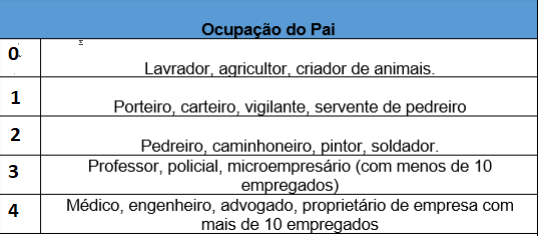 Ocupação do Pai
0 Lavrador, agricultor, criador de animais.
1 Porteiro, carteiro, vigilante, servente de pedreiro
2 Pedreiro, caminhoneiro, pintor, soldador.
3 Professor, policial, microempresário (com menos de 10
empregados)
4 Médico, engenheiro, advogado, proprietário de empresa com
mais de 10 empregados